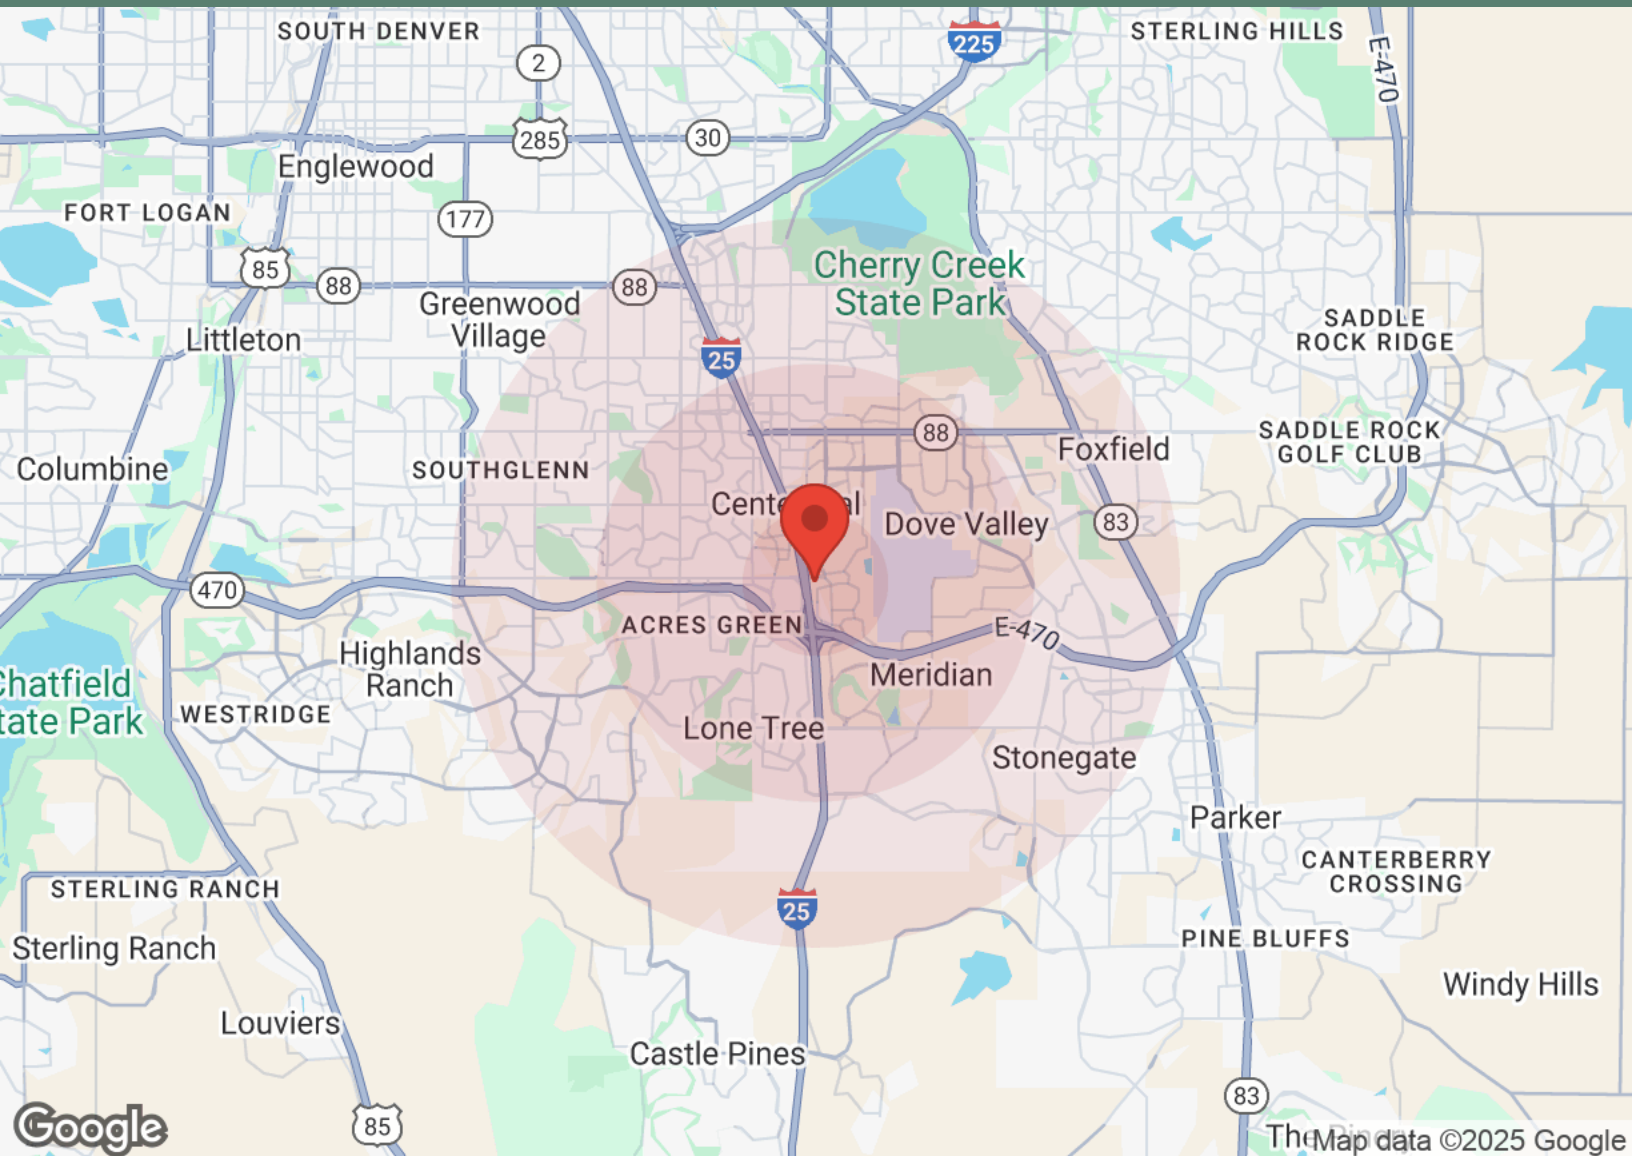 SOUTH DENVER
STERLING HILLS
225
2
E-470
285
30
Englewood
FORT LOGAN
177
Cherry Creek
State Park
85
88
88
Greenwood
Village
Littleton
SADDLE
ROCK RIDGE
25
88
SADDLE ROCK
GOLF CLUB
Foxfield
Columbine
SOUTHGLENN
Dove Valley
83
470
ACRES GREEN
E-470
Highlands
Ranch
Meridian
WESTRIDGE
Lone Tree
Stonegate
Parker
CANTERBERRY
CROSSING
STERLING RANCH
25
Sterling Ranch
PINE BLUFFS
Windy Hills
Louviers
Castle Pines
83
85
Google
The
Map data ©2025 Google